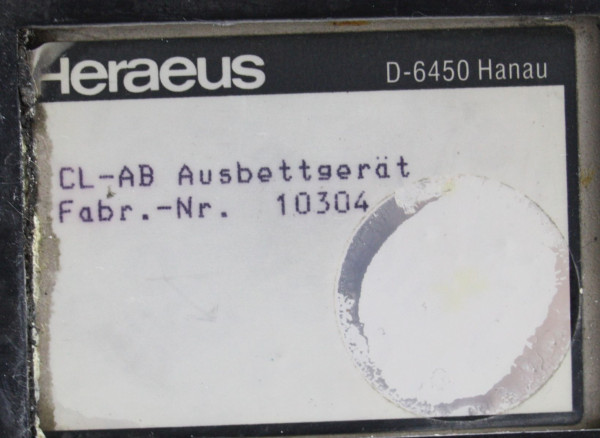 Heraeus D-6450 Hanau
CL-AB Ausbettgerät
Fabr.-Nr. 10304